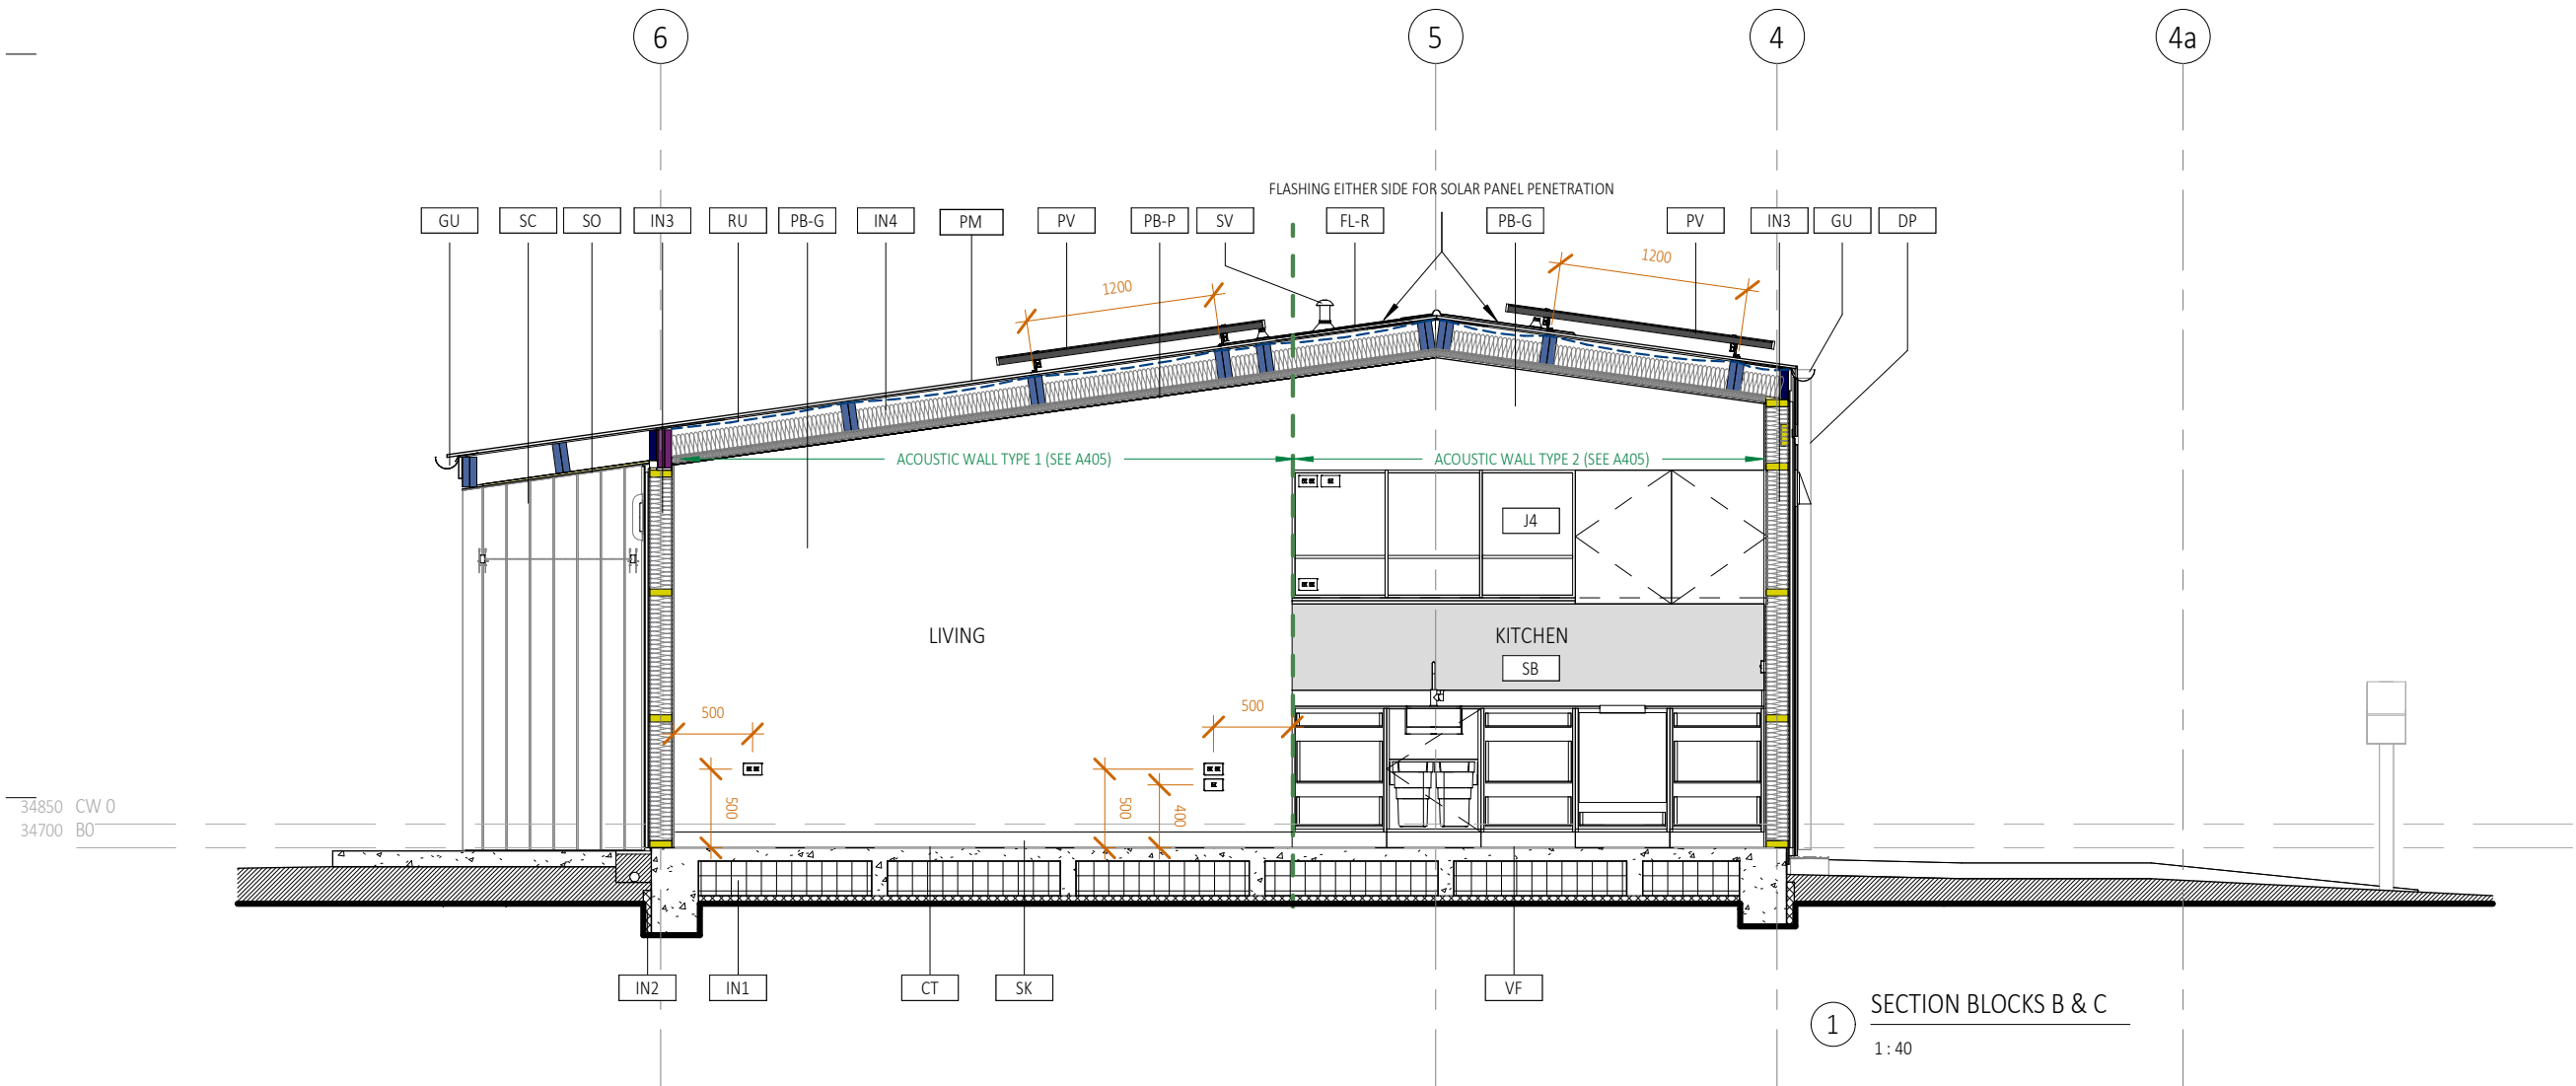 6
5
4
4a
FLASHING EITHER SIDE FOR SOLAR PANEL PENETRATION
GU
SC
SO
IN3
RU
PB-G
IN4
PM
PV
PB-P
SV
FL-R
PB-G
PV
IN3
GU
DP
1200
1200
ACOUSTIC WALL TYPE 1 (SEE A405)
ACOUSTIC WALL TYPE 2 (SEE A405)
J4
LIVING
KITCHEN
SB
500
500
500
500
400
34850 CW 0
34700 B0
IN2
IN1
CT
SK
VF
1
SECTION BLOCKS B & C
1 : 40